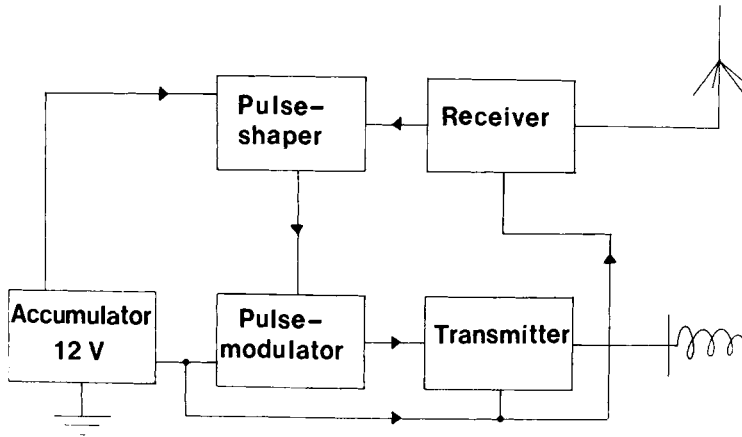 Pulse-
shaper
Receiver
Accumulator
12 V
Pulse-
modulator
Transmitter